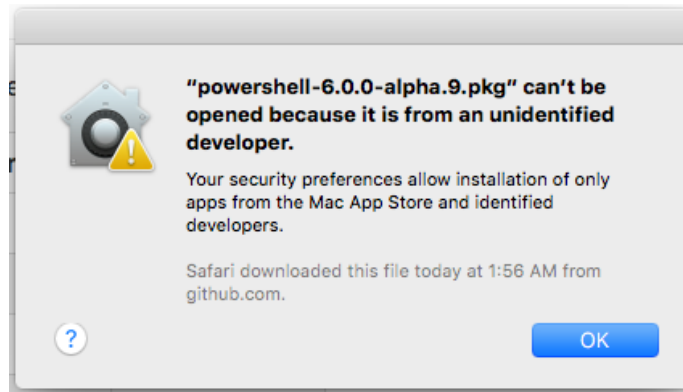 “powershell-6.0.0-alpha.9.pkg” can’t be
opened because it is from an unidentified
developer.
Your security preferences allow installation of only
apps from the Mac App Store and identified
developers.
Safari downloaded this file today at 1:56 AM from
github.com.
?
OK